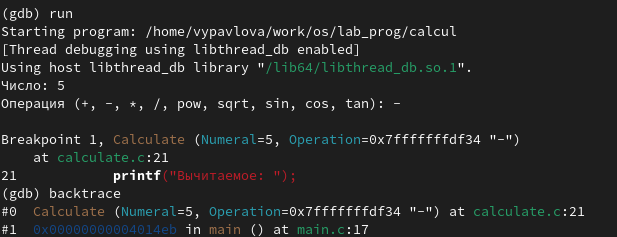 (gdb) run
Starting program: /home/vypavlova/work/os/lab_prog/calcul
[Thread debugging using libthread_db enabled]
Using host libthread_db library "/lib64/libthread_db.so.1".
Число: 5
Операция (+, -, *, /, pow, sqrt, sin, cos, tan): -
Breakpoint 1, Calculate (Numeral=5, Operation=0x7fffffffdf34 "-")
    at calculate.c:21
21          printf("Вычитаемое: ");
(gdb) backtrace
#0  Calculate (Numeral=5, Operation=0x7fffffffdf34 "-") at calculate.c:21
#1  0x00000000004014eb in main () at main.c:17